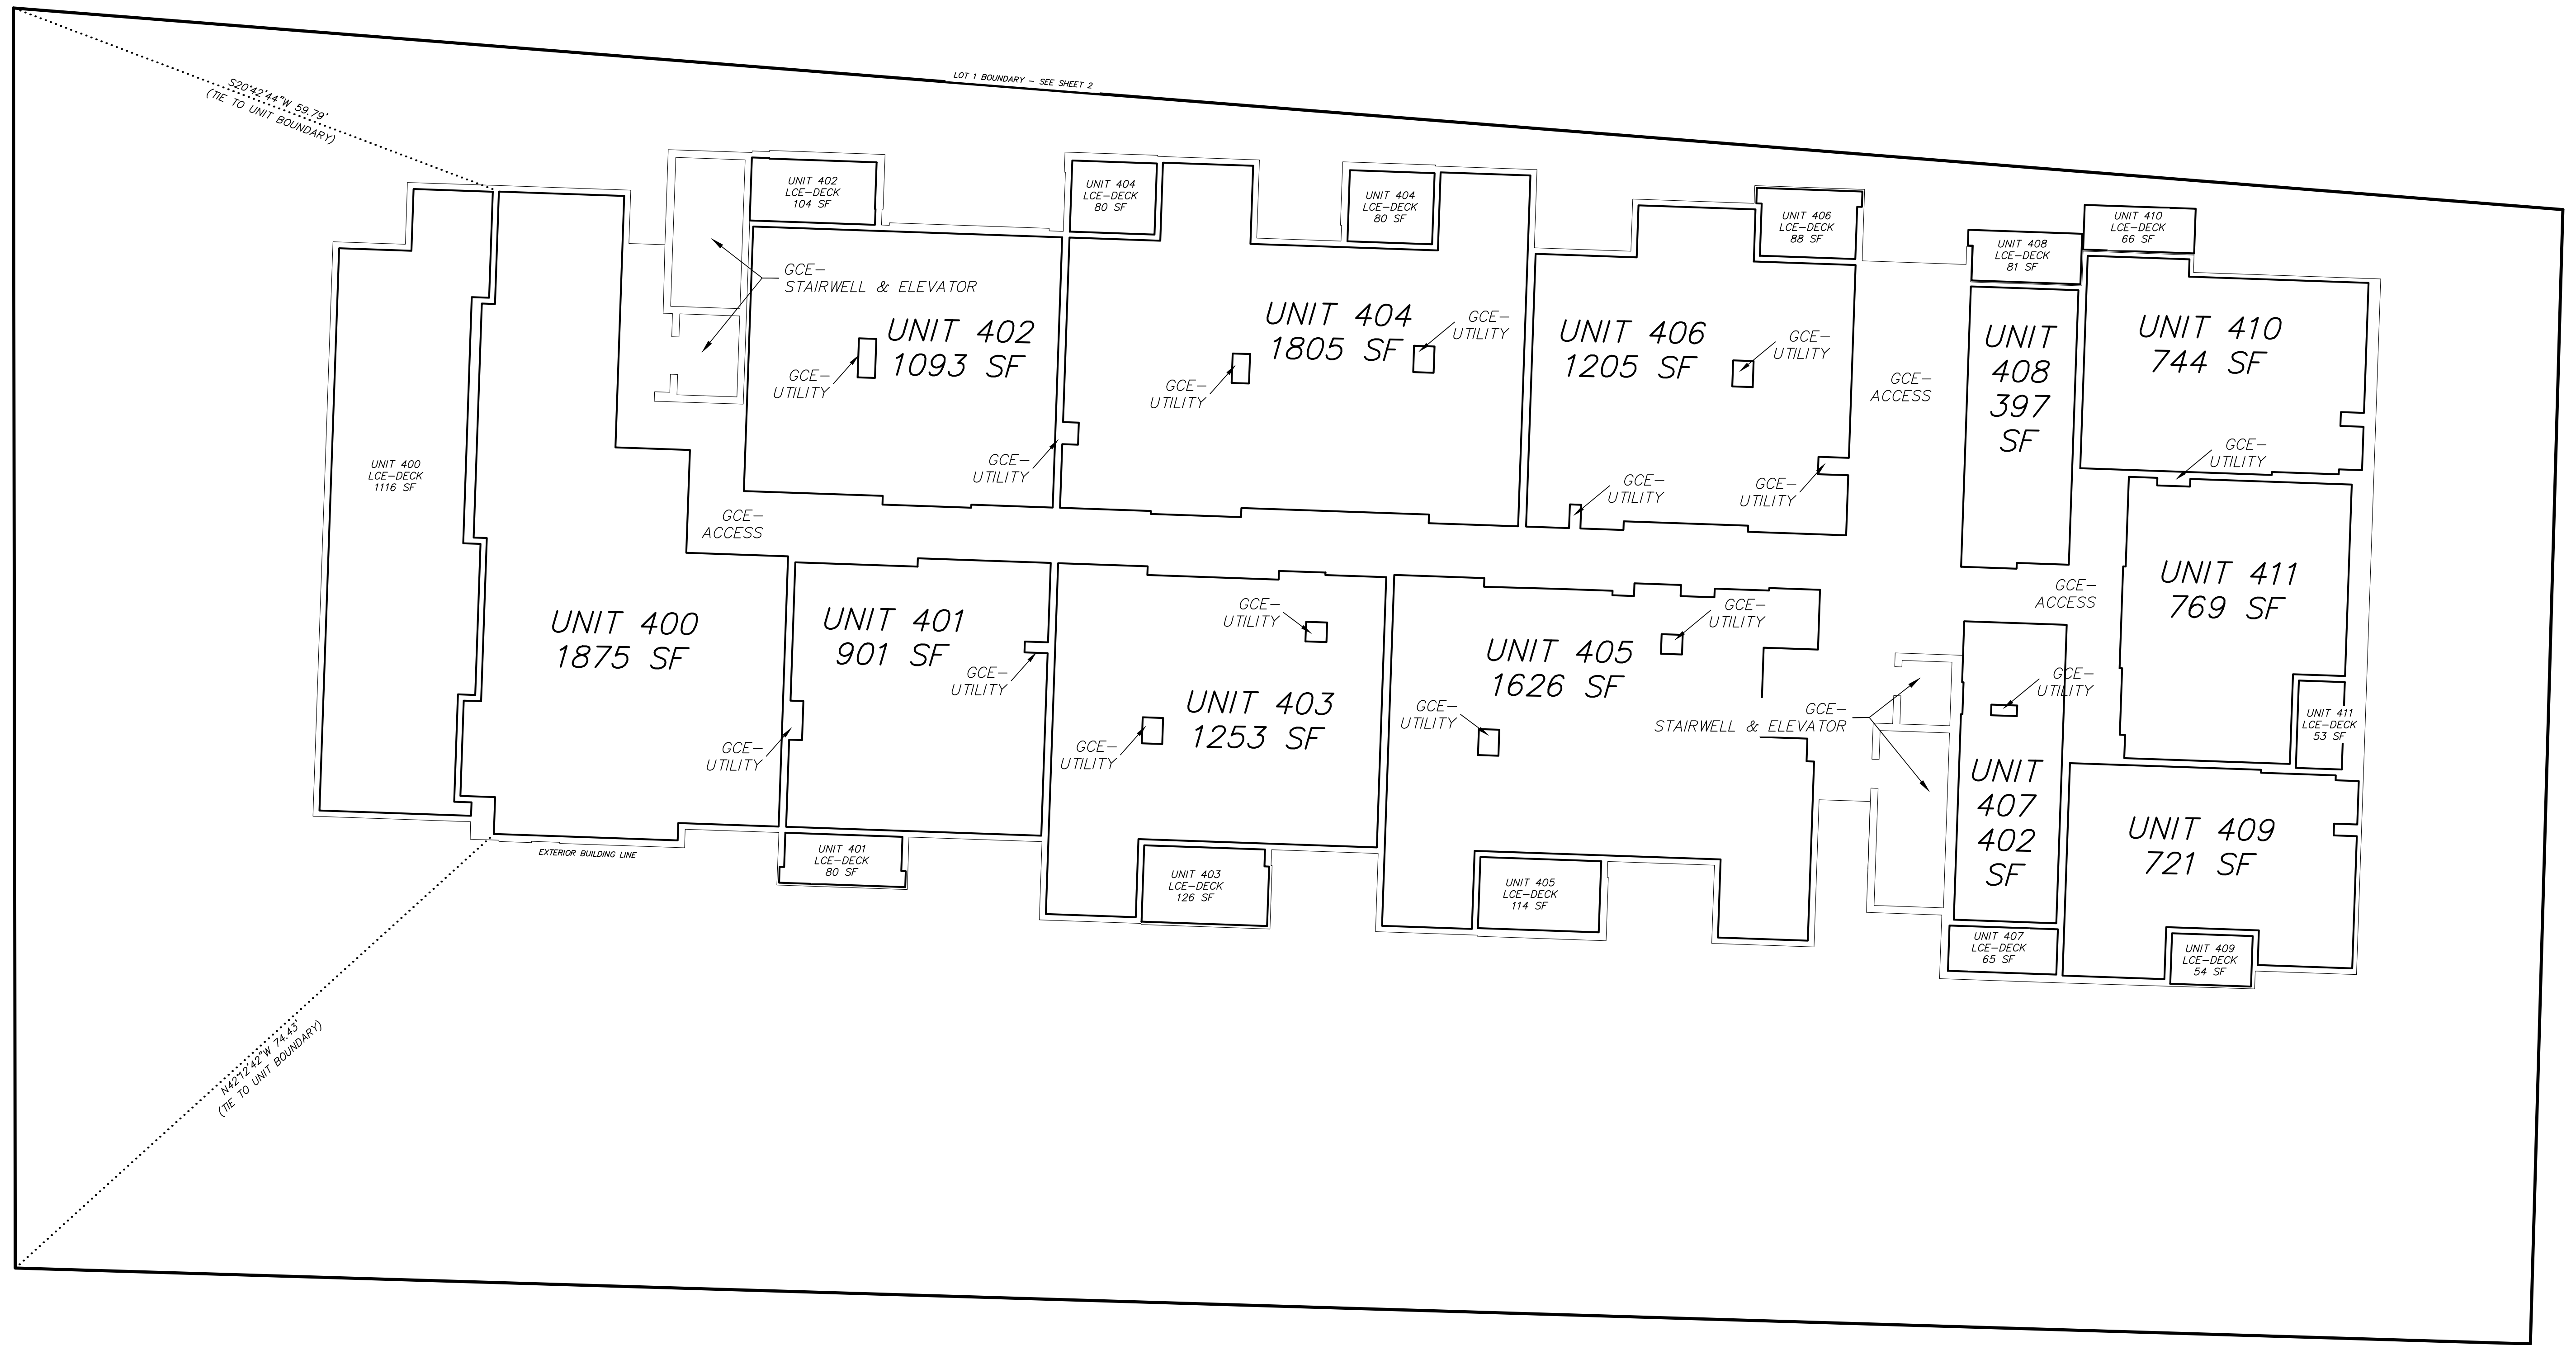 LOT 1 BOUNDARY – SEE SHEET 2
S20°42'44"W 59.79'
(TIE TO UNIT BOUNDARY)
UNIT 402
LCE–DECK
104 SF
UNIT 404
LCE–DECK
80 SF
UNIT 404
LCE–DECK
80 SF
UNIT 406
LCE–DECK
88 SF
UNIT 408
LCE–DECK
81 SF
UNIT 410
LCE–DECK
66 SF
GCE–
STAIRWELL & ELEVATOR
UNIT 402
1093 SF
GCE–
UTILITY
UNIT 404
1805 SF
GCE–
UTILITY
GCE–
UTILITY
GCE–
UTILITY
UNIT 406
1205 SF
GCE–
UTILITY
GCE–
UTILITY
GCE–
UTILITY
GCE–
ACCESS
UNIT
408
397
SF
UNIT 410
744 SF
GCE–
UTILITY
UNIT 400
LCE–DECK
1116 SF
GCE–
ACCESS
UNIT 400
1875 SF
UNIT 401
901 SF
GCE–
UTILITY
GCE–
UTILITY
GCE–
UTILITY
UNIT 403
1253 SF
GCE–
UTILITY
UNIT 405
1626 SF
GCE–
UTILITY
GCE–
UTILITY
GCE–
STAIRWELL & ELEVATOR
GCE–
ACCESS
UNIT 411
769 SF
GCE–
UTILITY
UNIT 411
LCE–DECK
53 SF
UNIT
407
402
SF
UNIT 409
721 SF
EXTERIOR BUILDING LINE
UNIT 401
LCE–DECK
80 SF
UNIT 403
LCE–DECK
126 SF
UNIT 405
LCE–DECK
114 SF
UNIT 407
LCE–DECK
65 SF
UNIT 409
LCE–DECK
54 SF
N42°12'42"W 74.43'
(TIE TO UNIT BOUNDARY)